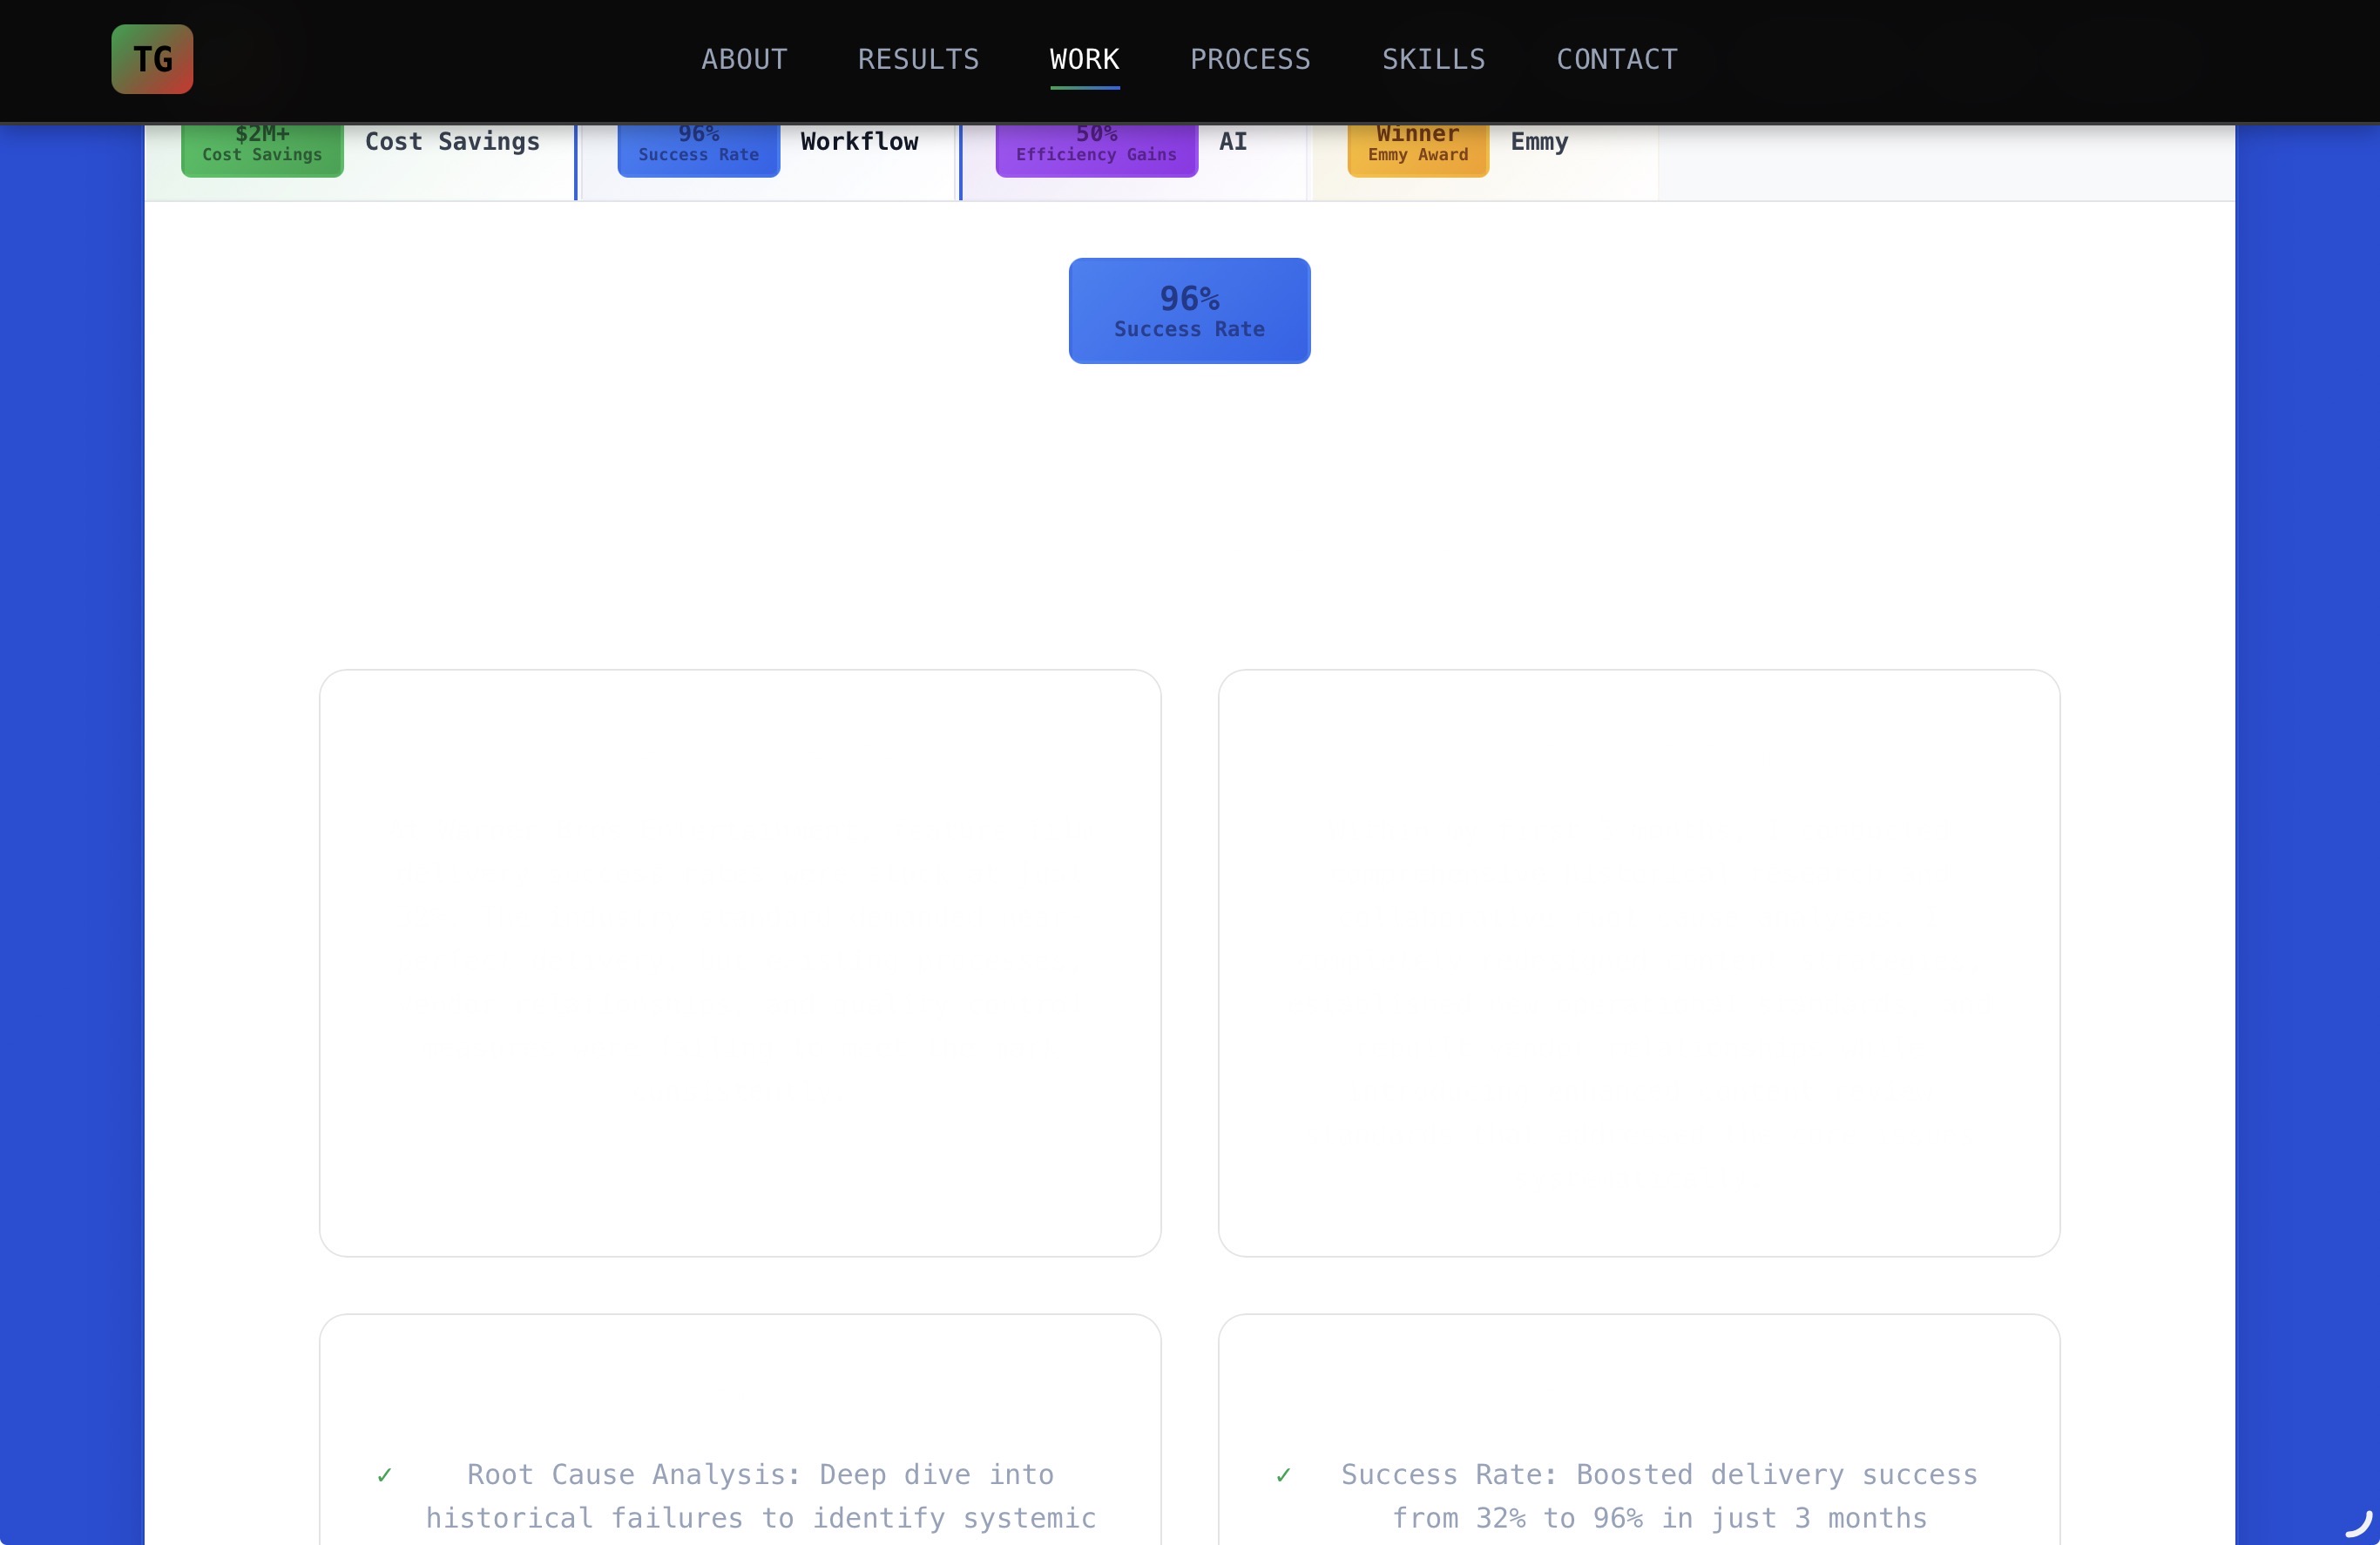 TG
ABOUT RESULTS WORK PROCESS SKILLS CONTACT
$2M+
Cost Savings
Cost Savings
96%
Success Rate
Workflow
50%
Efficiency Gains
AI
Winner
Emmy Award
Emmy
96%
Success Rate
✓ Root Cause Analysis: Deep dive into
historical failures to identify systemic
✓ Success Rate: Boosted delivery success
from 32% to 96% in just 3 months